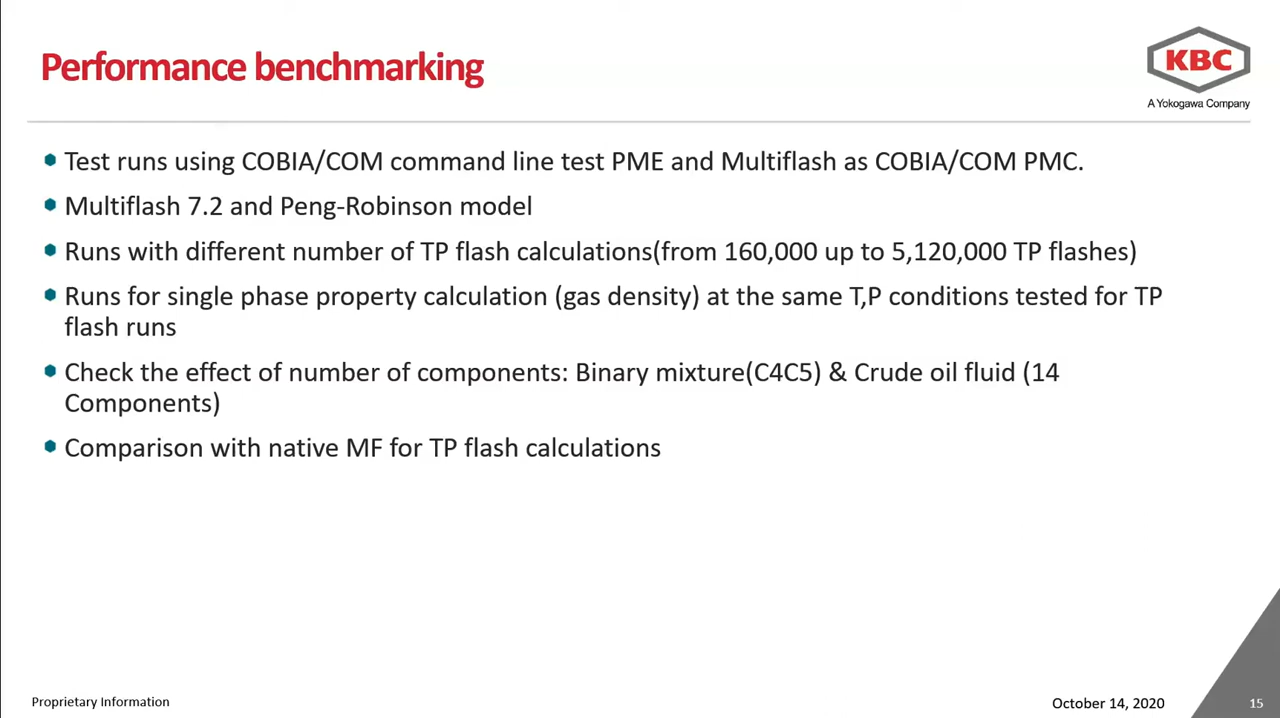 Performance benchmarking
KBC
A Yokogawa Company
Test runs using COBIA/COM command line test PME and Multiflash as COBIA/COM PMC.
Multiflash 7.2 and Peng-Robinson model
Runs with different number of TP flash calculations(from 160,000 up to 5,120,000 TP flashes)
Runs for single phase property calculation (gas density) at the same T,P conditions tested for TP
flash runs
Check the effect of number of components: Binary mixture(C4C5) & Crude oil fluid (14
Components)
Comparison with native MF for TP flash calculations
Proprietary Information
October 14, 2020
15